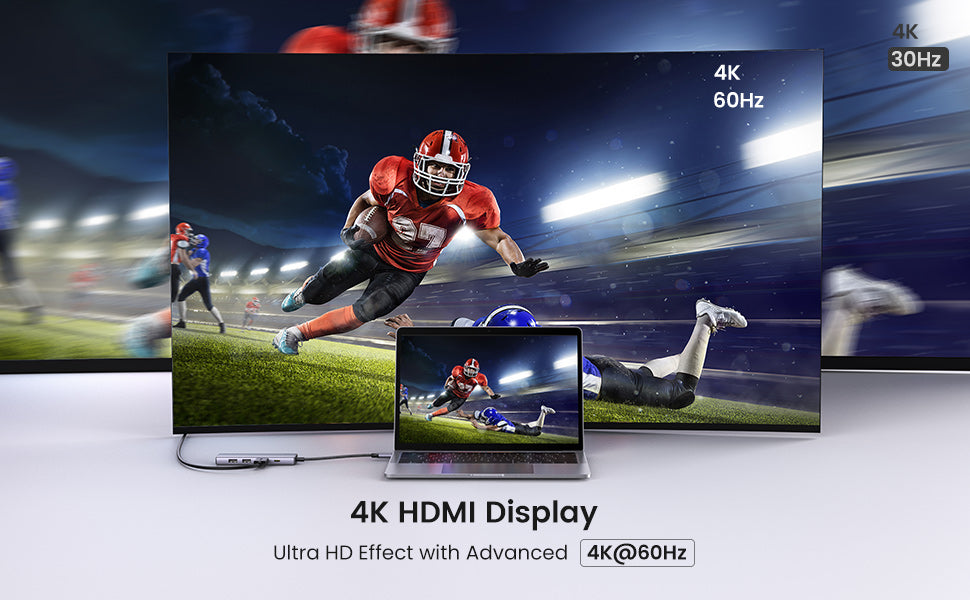 4K
30Hz
4K
60Hz
27
4K HDMI Display
Ultra HD Effect with Advanced 4K@60Hz